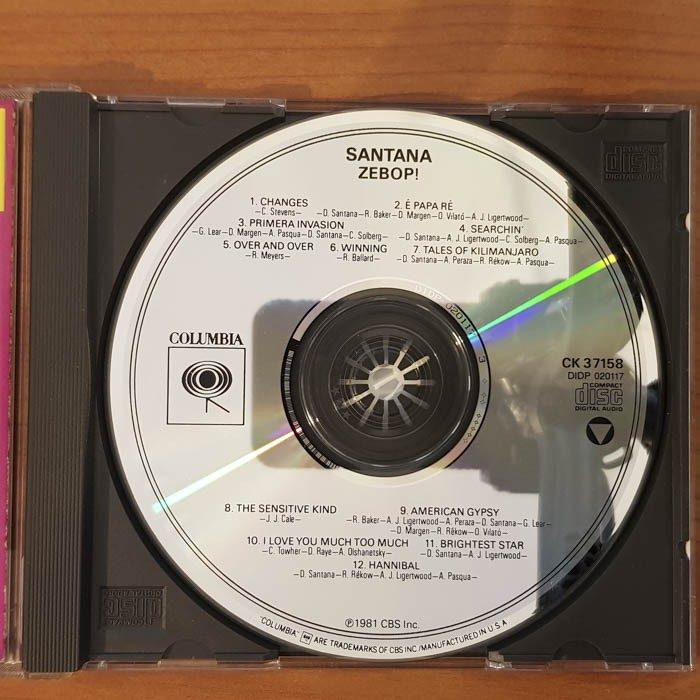 SANTANA
ZEBOP!
1. CHANGES
—C. Stevens—
2. É PAPA RÉ
—D. Santana—R. Baker—D. Margen—O. Vilató—A. J. Ligertwood—
3. PRIMERA INVASION
—G. Lear—D. Margen—A. Pasqua—D. Santana—C. Solberg—
4. SEARCHIN'
—D. Santana—A. J. Ligertwood—C. Solberg—A. Pasqua—
5. OVER AND OVER
—R. Meyers—
6. WINNING
—R. Ballard—
7. TALES OF KILIMANJARO
—D. Santana—A. Peraza—R. Rékow—A. Pasqua—
COLUMBIA
CK 37158
DIDP 020117
COMPACT
disc
DIGITAL AUDIO
8. THE SENSITIVE KIND
—J. J. Cale—
9. AMERICAN GYPSY
—R. Baker—A. J. Ligertwood—A. Peraza—D. Santana—G. Lear—
—D. Margen—R. Rékow—O. Vilató—
10. I LOVE YOU MUCH TOO MUCH
—C. Towher—D. Raye—A. Olshanetsky—
11. BRIGHTEST STAR
—D. Santana—A. J. Ligertwood—
12. HANNIBAL
—D. Santana—R. Rékow—A. J. Ligertwood—A. Pasqua—
℗1981 CBS Inc.
"COLUMBIA," ARE TRADEMARKS OF CBS INC./MANUFACTURED IN U.S.A.
COMPACT
disc
DIGITAL AUDIO
COMPACT
disc
DIGITAL AUDIO